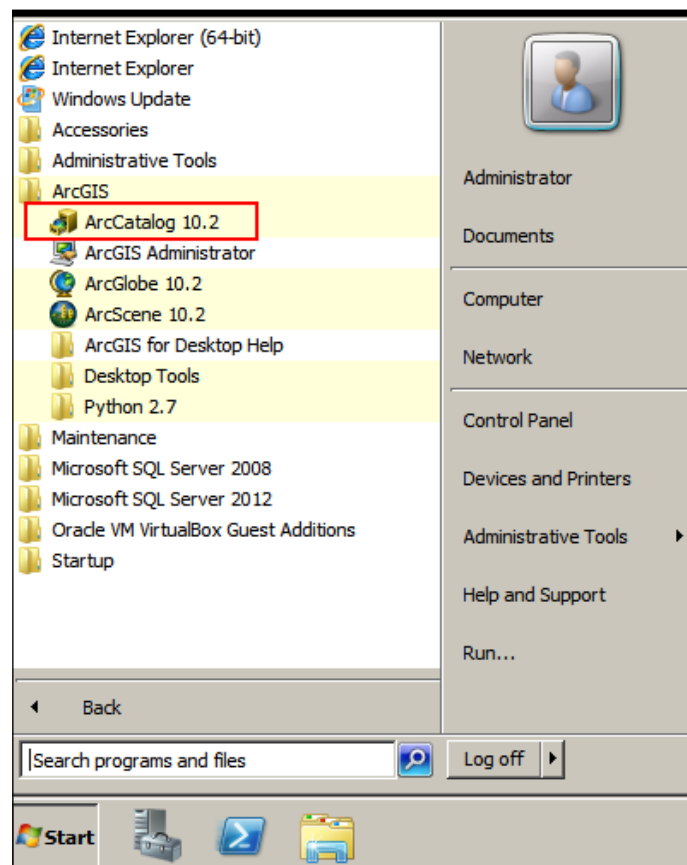 Internet Explorer (64-bit)
Internet Explorer
Windows Update
Accessories
Administrative Tools
ArcGIS
ArcCatalog 10.2
ArcGIS Administrator
ArcGlobe 10.2
ArcScene 10.2
ArcGIS for Desktop Help
Desktop Tools
Python 2.7
Maintenance
Microsoft SQL Server 2008
Microsoft SQL Server 2012
Oracle VM VirtualBox Guest Additions
Startup
Back
Search programs and files
Administrator
Documents
Computer
Network
Control Panel
Devices and Printers
Administrative Tools
Help and Support
Run...
Log off
Start